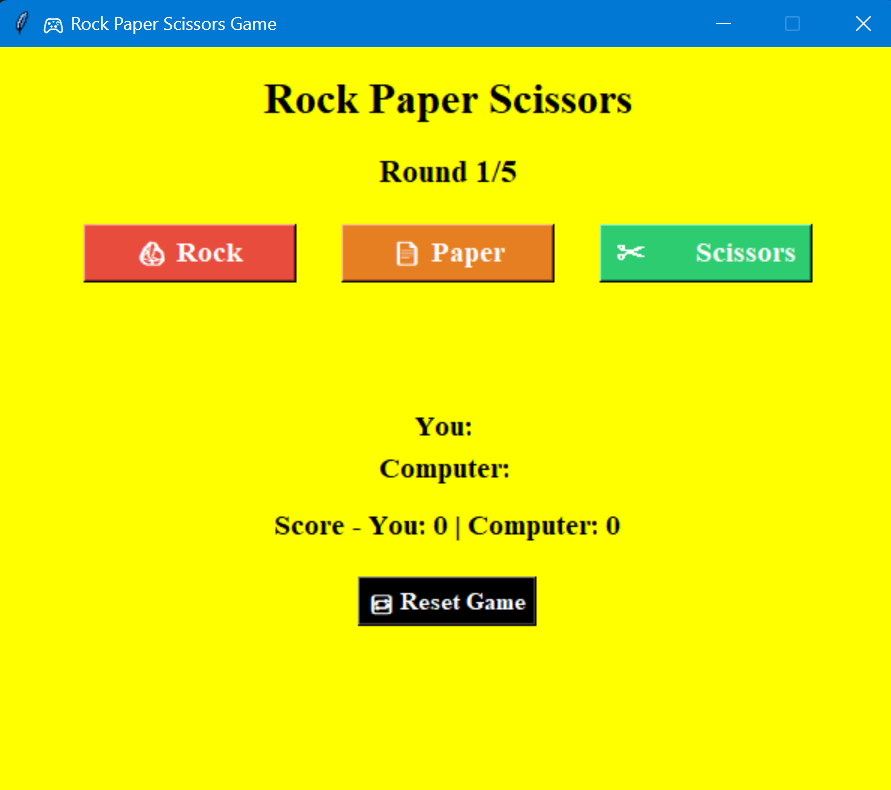 🎮 Rock Paper Scissors Game
Rock Paper Scissors
Round 1/5
🪨 Rock
📄 Paper
✂ Scissors
You:
Computer:
Score - You: 0 | Computer: 0
🔁 Reset Game